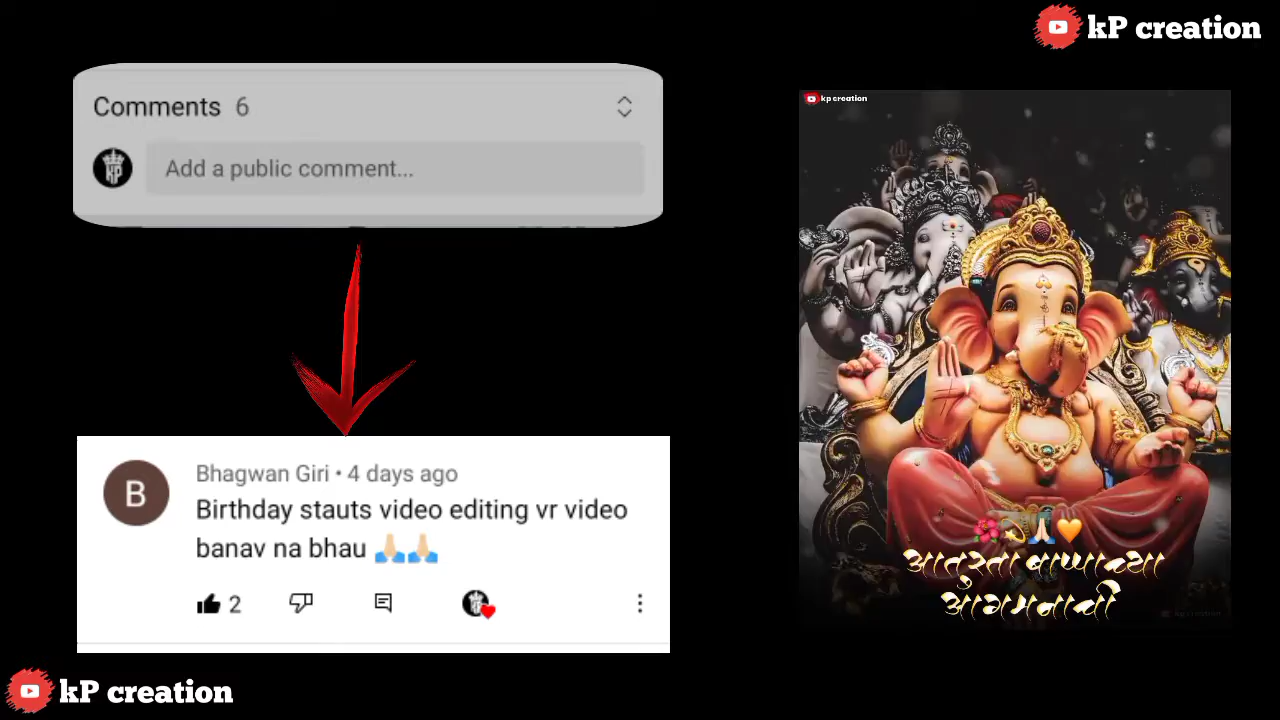 kP creation
Comments 6
Add a public comment...
Bhagwan Giri • 4 days ago
Birthday stauts video editing vr video
banav na bhau 🙏🏻🙏🏻
2
B
kp creation
🌺💫🙏🏻🧡
आतुरता बाप्पाच्या
आगमनाची
kP creation